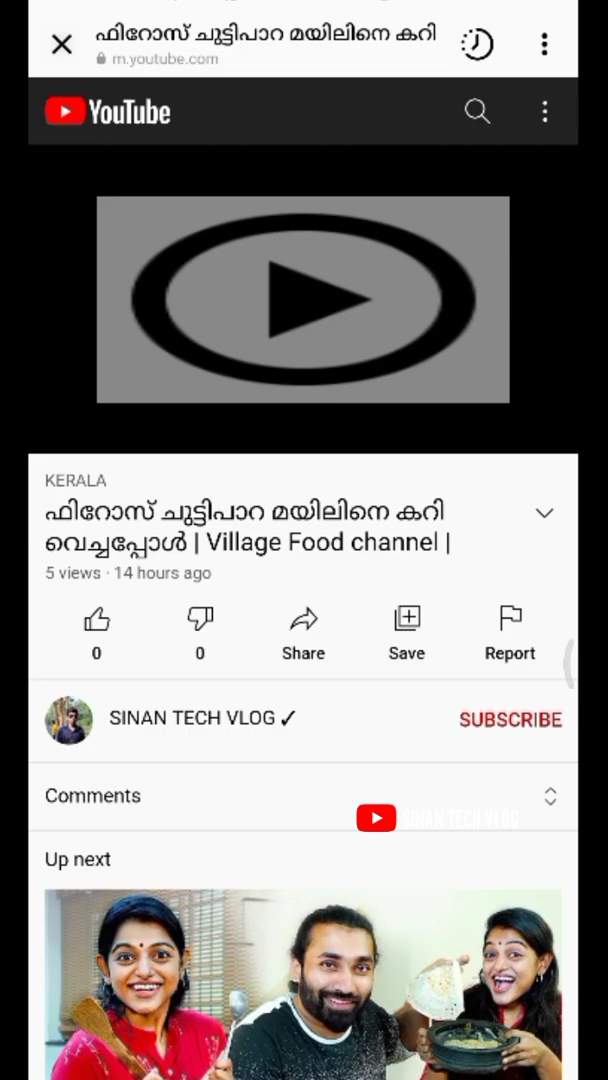 ഫിറോസ് ചുട്ടിപാറ മയിലിനെ കറി
m.youtube.com
YouTube
KERALA
ഫിറോസ് ചുട്ടിപാറ മയിലിനെ കറി
വെച്ചപ്പോൾ | Village Food channel |
5 views · 14 hours ago
0
0
Share
Save
Report
SINAN TECH VLOG ✓
SUBSCRIBE
Comments
SINAN TECH VLOG
Up next